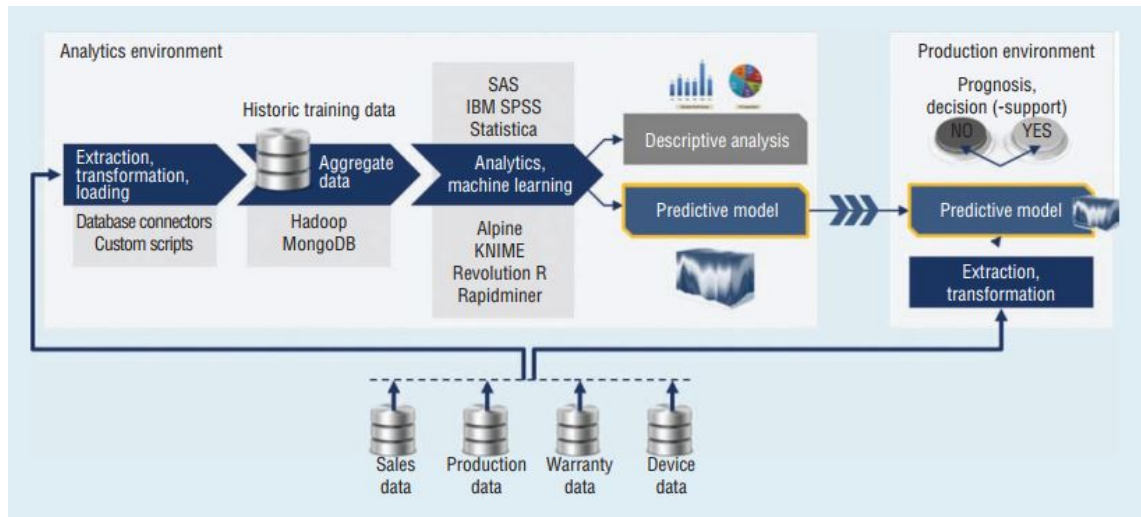 Analytics environment
Historic training data
Extraction,
transformation,
loading
Database connectors
Custom scripts
Aggregate
data
Hadoop
MongoDB
SAS
IBM SPSS
Statistica
Analytics,
machine learning
Alpine
KNIME
Revolution R
Rapidminer
Descriptive analysis
Predictive model
Production environment
Prognosis,
decision (-support)
NO
YES
Predictive model
Extraction,
transformation
Sales
data
Production
data
Warranty
data
Device
data